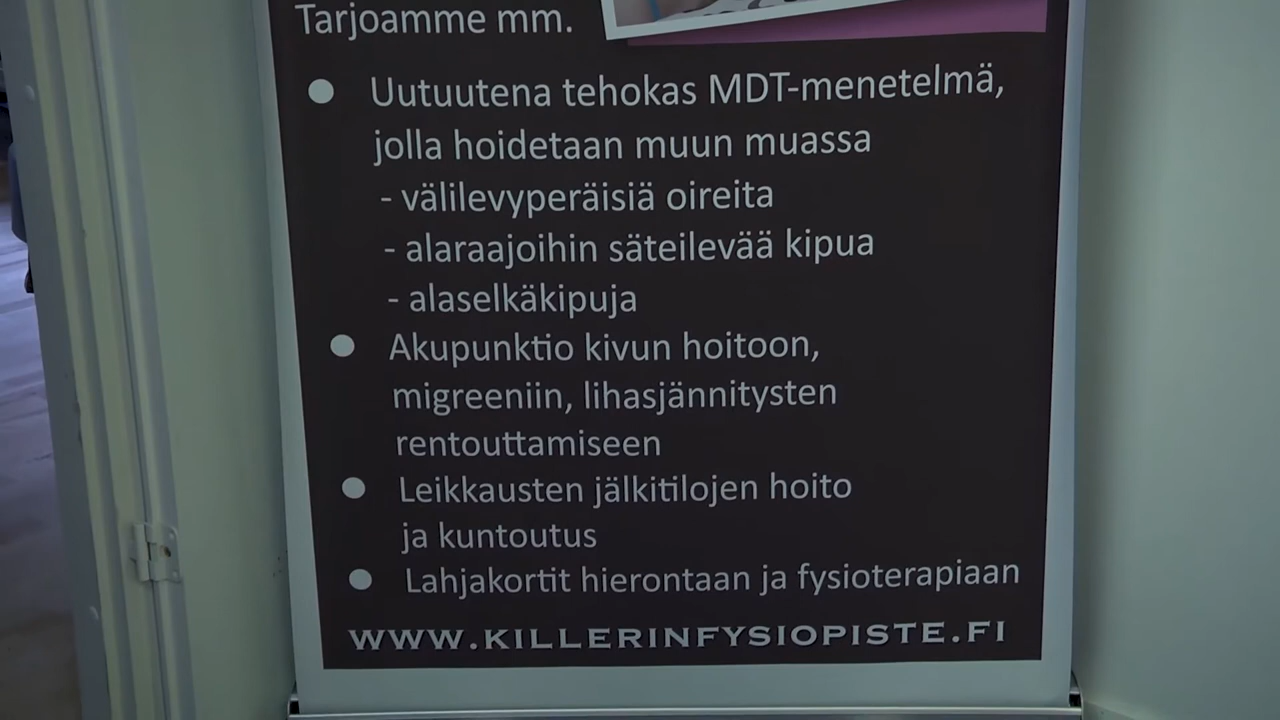 Tarjoamme mm.
● Uutuutena tehokas MDT-menetelmä,
jolla hoidetaan muun muassa
- välilevyperäisiä oireita
- alaraajoihin säteilevää kipua
- alaselkäkipuja
● Akupunktio kivun hoitoon,
migreeniin, lihasjännitysten
rentouttamiseen
● Leikkausten jälkitilojen hoito
ja kuntoutus
● Lahjakortit hierontaan ja fysioterapiaan
WWW.KILLERINFYSIOPISTE.FI